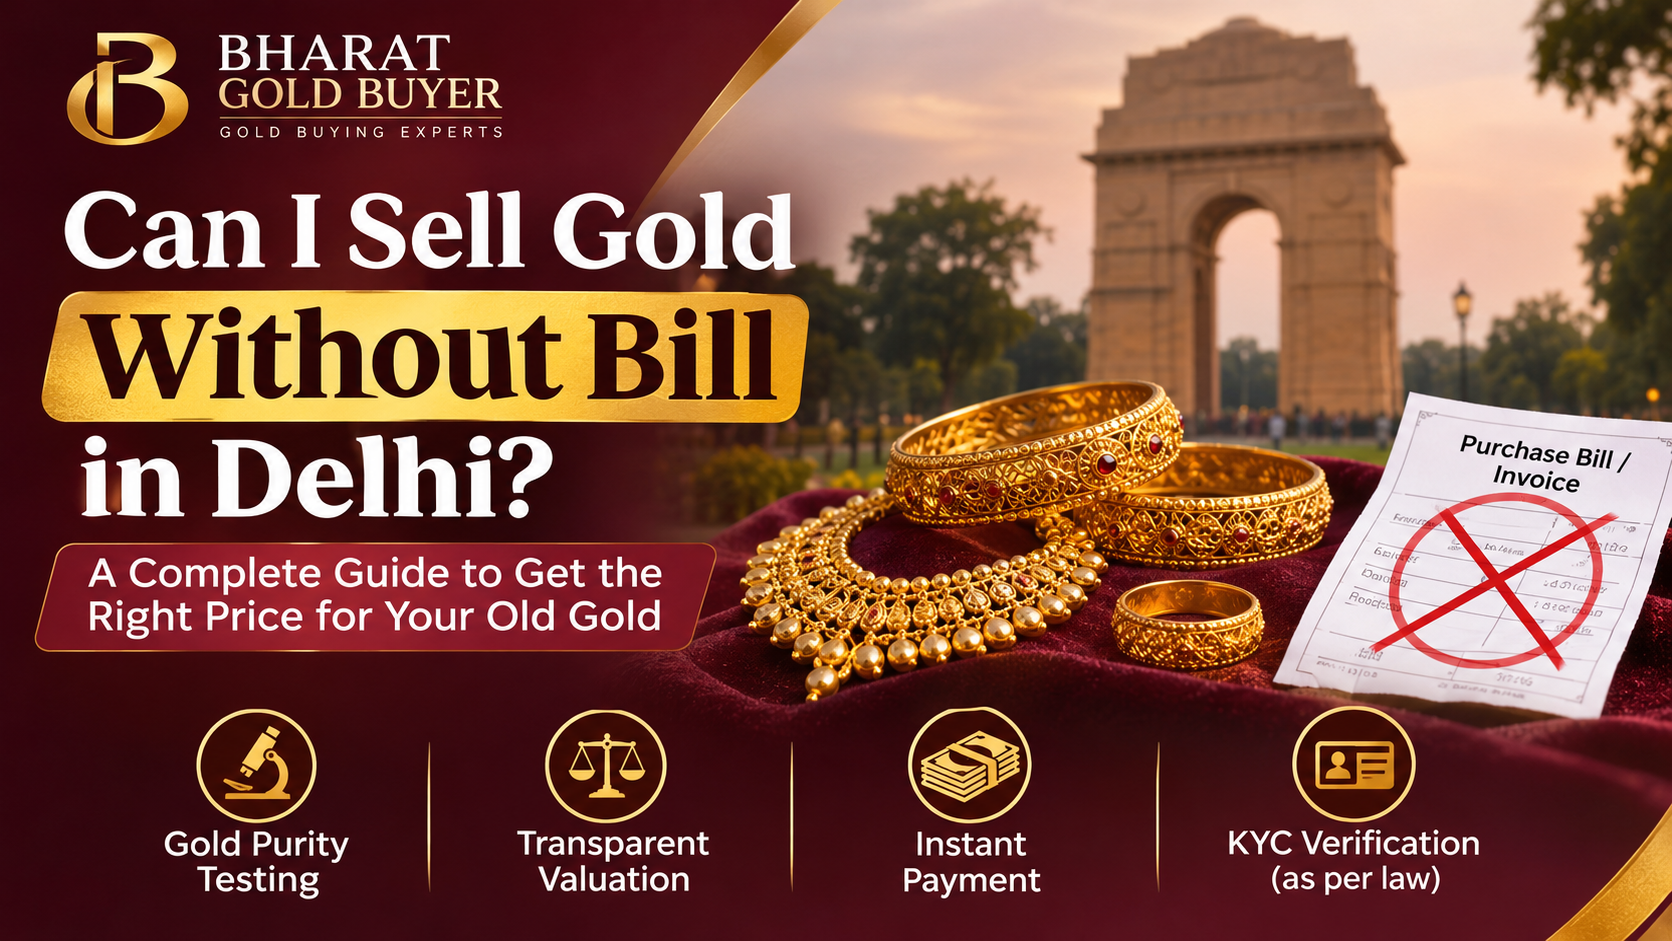 BHARAT
GOLD BUYER
GOLD BUYING EXPERTS
Can I Sell Gold
Without Bill
in Delhi?
A Complete Guide to Get the
Right Price for Your Old Gold
Purchase Bill /
Invoice
Gold Purity
Testing
Transparent
Valuation
Instant
Payment
KYC Verification
(as per law)